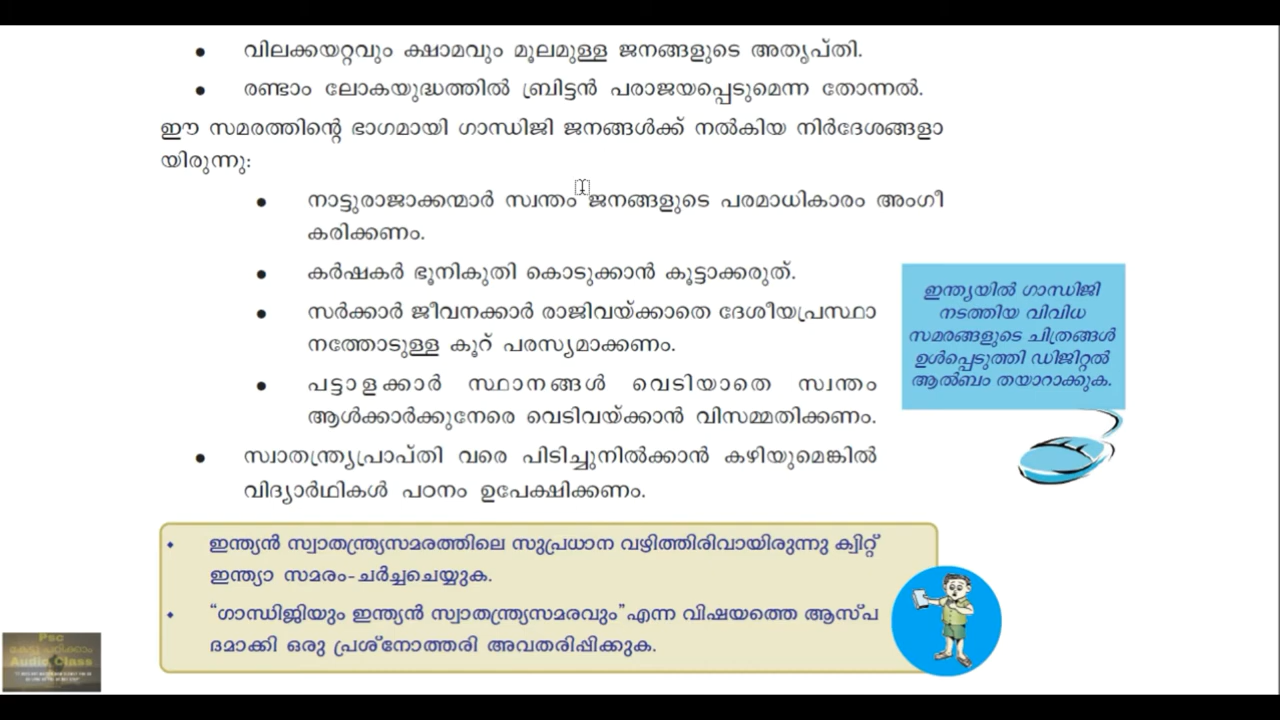 • വിലക്കയറ്റവും ക്ഷാമവും മൂലമുള്ള ജനങ്ങളുടെ അതൃപ്തി.
• രണ്ടാം ലോകയുദ്ധത്തിൽ ബ്രിട്ടൻ പരാജയപ്പെടുമെന്ന തോന്നൽ.
ഈ സമരത്തിന്റെ ഭാഗമായി ഗാന്ധിജി ജനങ്ങൾക്ക് നൽകിയ നിർദേശങ്ങളാ
യിരുന്നു:
• നാട്ടുരാജാക്കന്മാർ സ്വന്തം ജനങ്ങളുടെ പരമാധികാരം അംഗീ
കരിക്കണം.
• കർഷകർ ഭൂനികുതി കൊടുക്കാൻ കൂട്ടാക്കരുത്.
• സർക്കാർ ജീവനക്കാർ രാജിവയ്ക്കാതെ ദേശീയപ്രസ്ഥാ
നത്തോടുള്ള കൂറ് പരസ്യമാക്കണം.
• പട്ടാളക്കാർ സ്ഥാനങ്ങൾ വെടിയാതെ സ്വന്തം
ആൾക്കാർക്കുനേരെ വെടിവയ്ക്കാൻ വിസമ്മതിക്കണം.
• സ്വാതന്ത്ര്യപ്രാപ്തി വരെ പിടിച്ചുനിൽക്കാൻ കഴിയുമെങ്കിൽ
വിദ്യാർഥികൾ പഠനം ഉപേക്ഷിക്കണം.
ഇന്ത്യയിൽ ഗാന്ധിജി
നടത്തിയ വിവിധ
സമരങ്ങളുടെ ചിത്രങ്ങൾ
ഉൾപ്പെടുത്തി ഡിജിറ്റൽ
ആൽബം തയാറാക്കുക.
• ഇന്ത്യൻ സ്വാതന്ത്ര്യസമരത്തിലെ സുപ്രധാന വഴിത്തിരിവായിരുന്നു ക്വിറ്റ്
ഇന്ത്യാ സമരം-ചർച്ചചെയ്യുക.
• “ഗാന്ധിജിയും ഇന്ത്യൻ സ്വാതന്ത്ര്യസമരവും”എന്ന വിഷയത്തെ ആസ്പ
ദമാക്കി ഒരു പ്രശ്നോത്തരി അവതരിപ്പിക്കുക.
Psc
കേട്ടു പഠിക്കാം
Audio Class